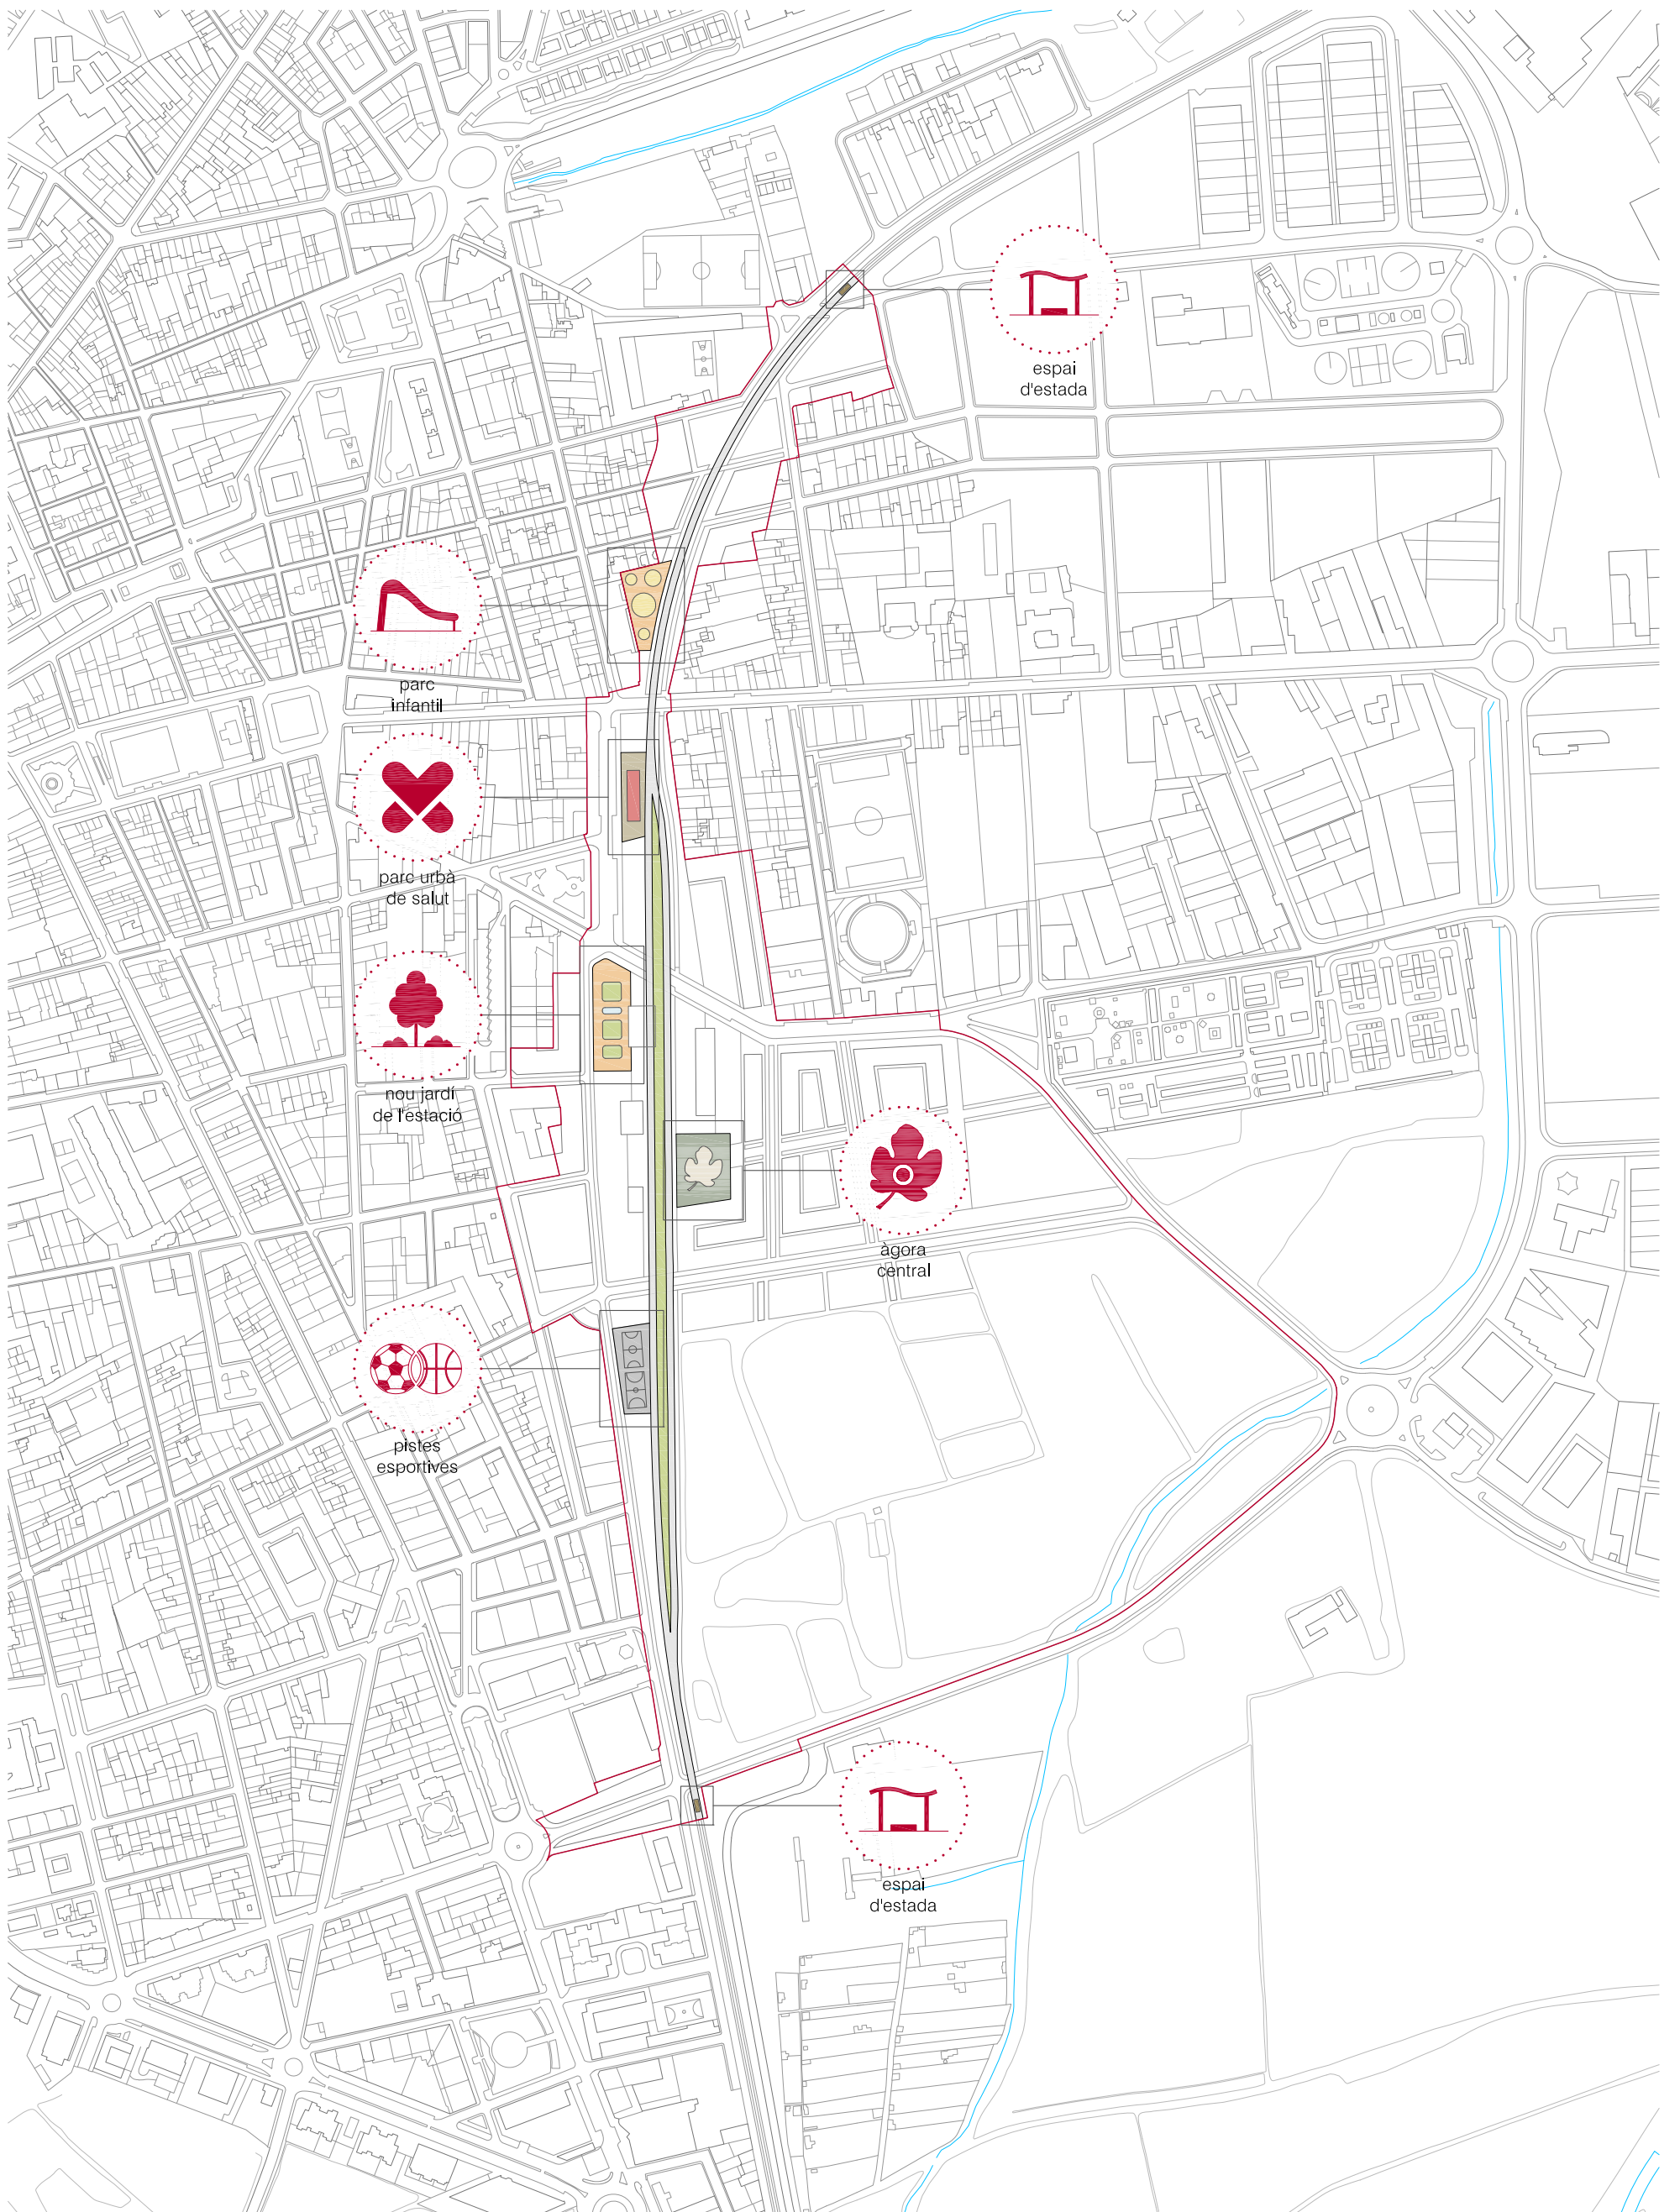 espai
d'estada
parc
infantil
parc urbà
de salut
nou jardí
de l'estació
àgora
central
pistes
esportives
espai
d'estada